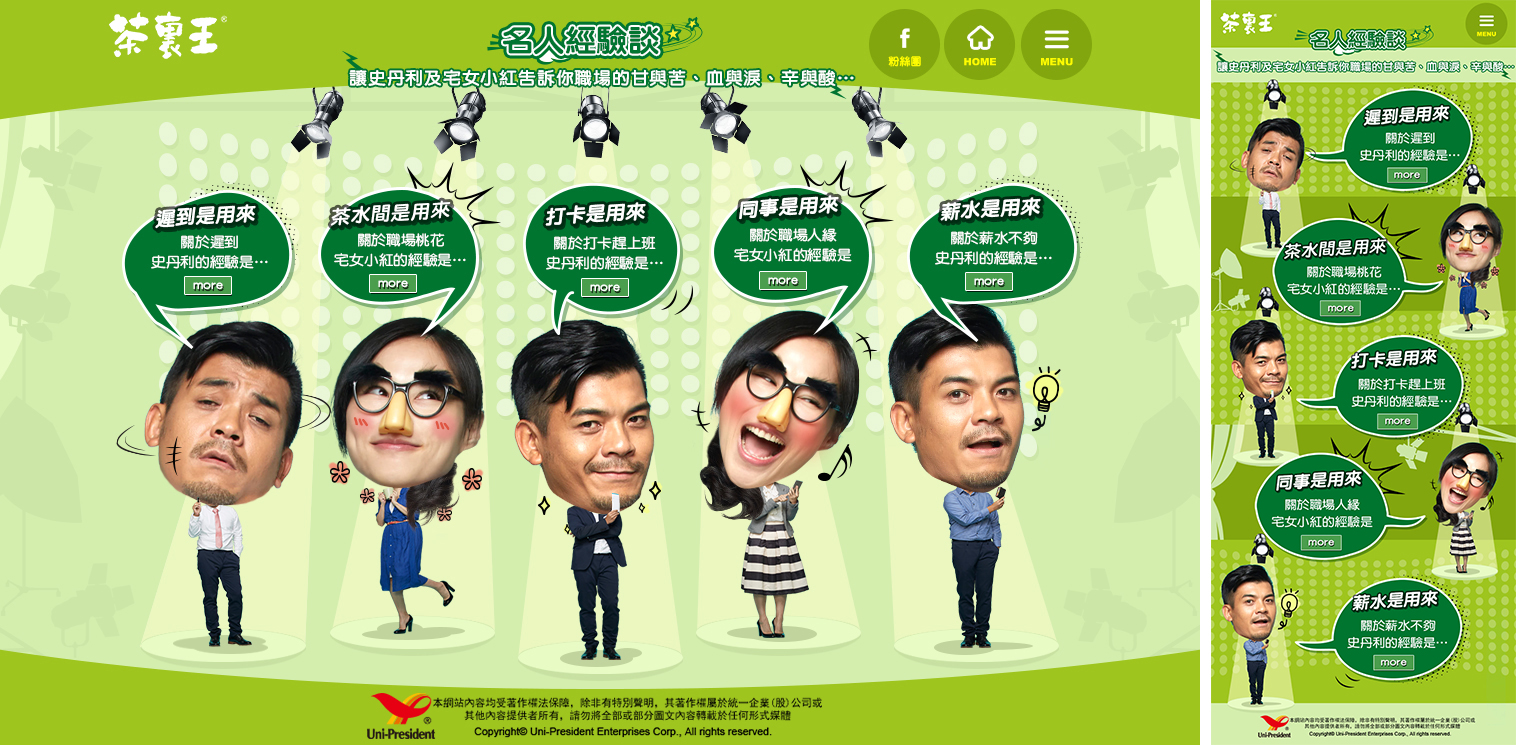 茶裏王®
名人經驗談
讓史丹利及宅女小紅告訴你職場的甘與苦、血與淚、辛與酸⋯
粉絲團
HOME
MENU
遲到是用來
關於遲到
史丹利的經驗是⋯
more
茶水間是用來
關於職場桃花
宅女小紅的經驗是⋯
more
打卡是用來
關於打卡趕上班
史丹利的經驗是⋯
more
同事是用來
關於職場人緣
宅女小紅的經驗是
more
薪水是用來
關於薪水不夠
史丹利的經驗是⋯
more
Uni-President®
本網站內容均受著作權法保障，除非有特別聲明，其著作權屬於統一企業(股)公司或
其他內容提供者所有，請勿將全部或部分圖文內容轉載於任何形式媒體
Copyright© Uni-President Enterprises Corp., All rights reserved.
茶裏王®
名人經驗談
MENU
讓史丹利及宅女小紅告訴你職場的甘與苦、血與淚、辛與酸⋯
遲到是用來
關於遲到
史丹利的經驗是⋯
more
茶水間是用來
關於職場桃花
宅女小紅的經驗是⋯
more
打卡是用來
關於打卡趕上班
史丹利的經驗是⋯
more
同事是用來
關於職場人緣
宅女小紅的經驗是
more
薪水是用來
關於薪水不夠
史丹利的經驗是⋯
more
Uni-President
本網站內容均受著作權法保障，除非有特別聲明，其著作權屬於統一企業(股)公司或
其他內容提供者所有，請勿將全部或部分圖文內容轉載於任何形式媒體
Copyright© Uni-President Enterprises Corp., All rights reserved.